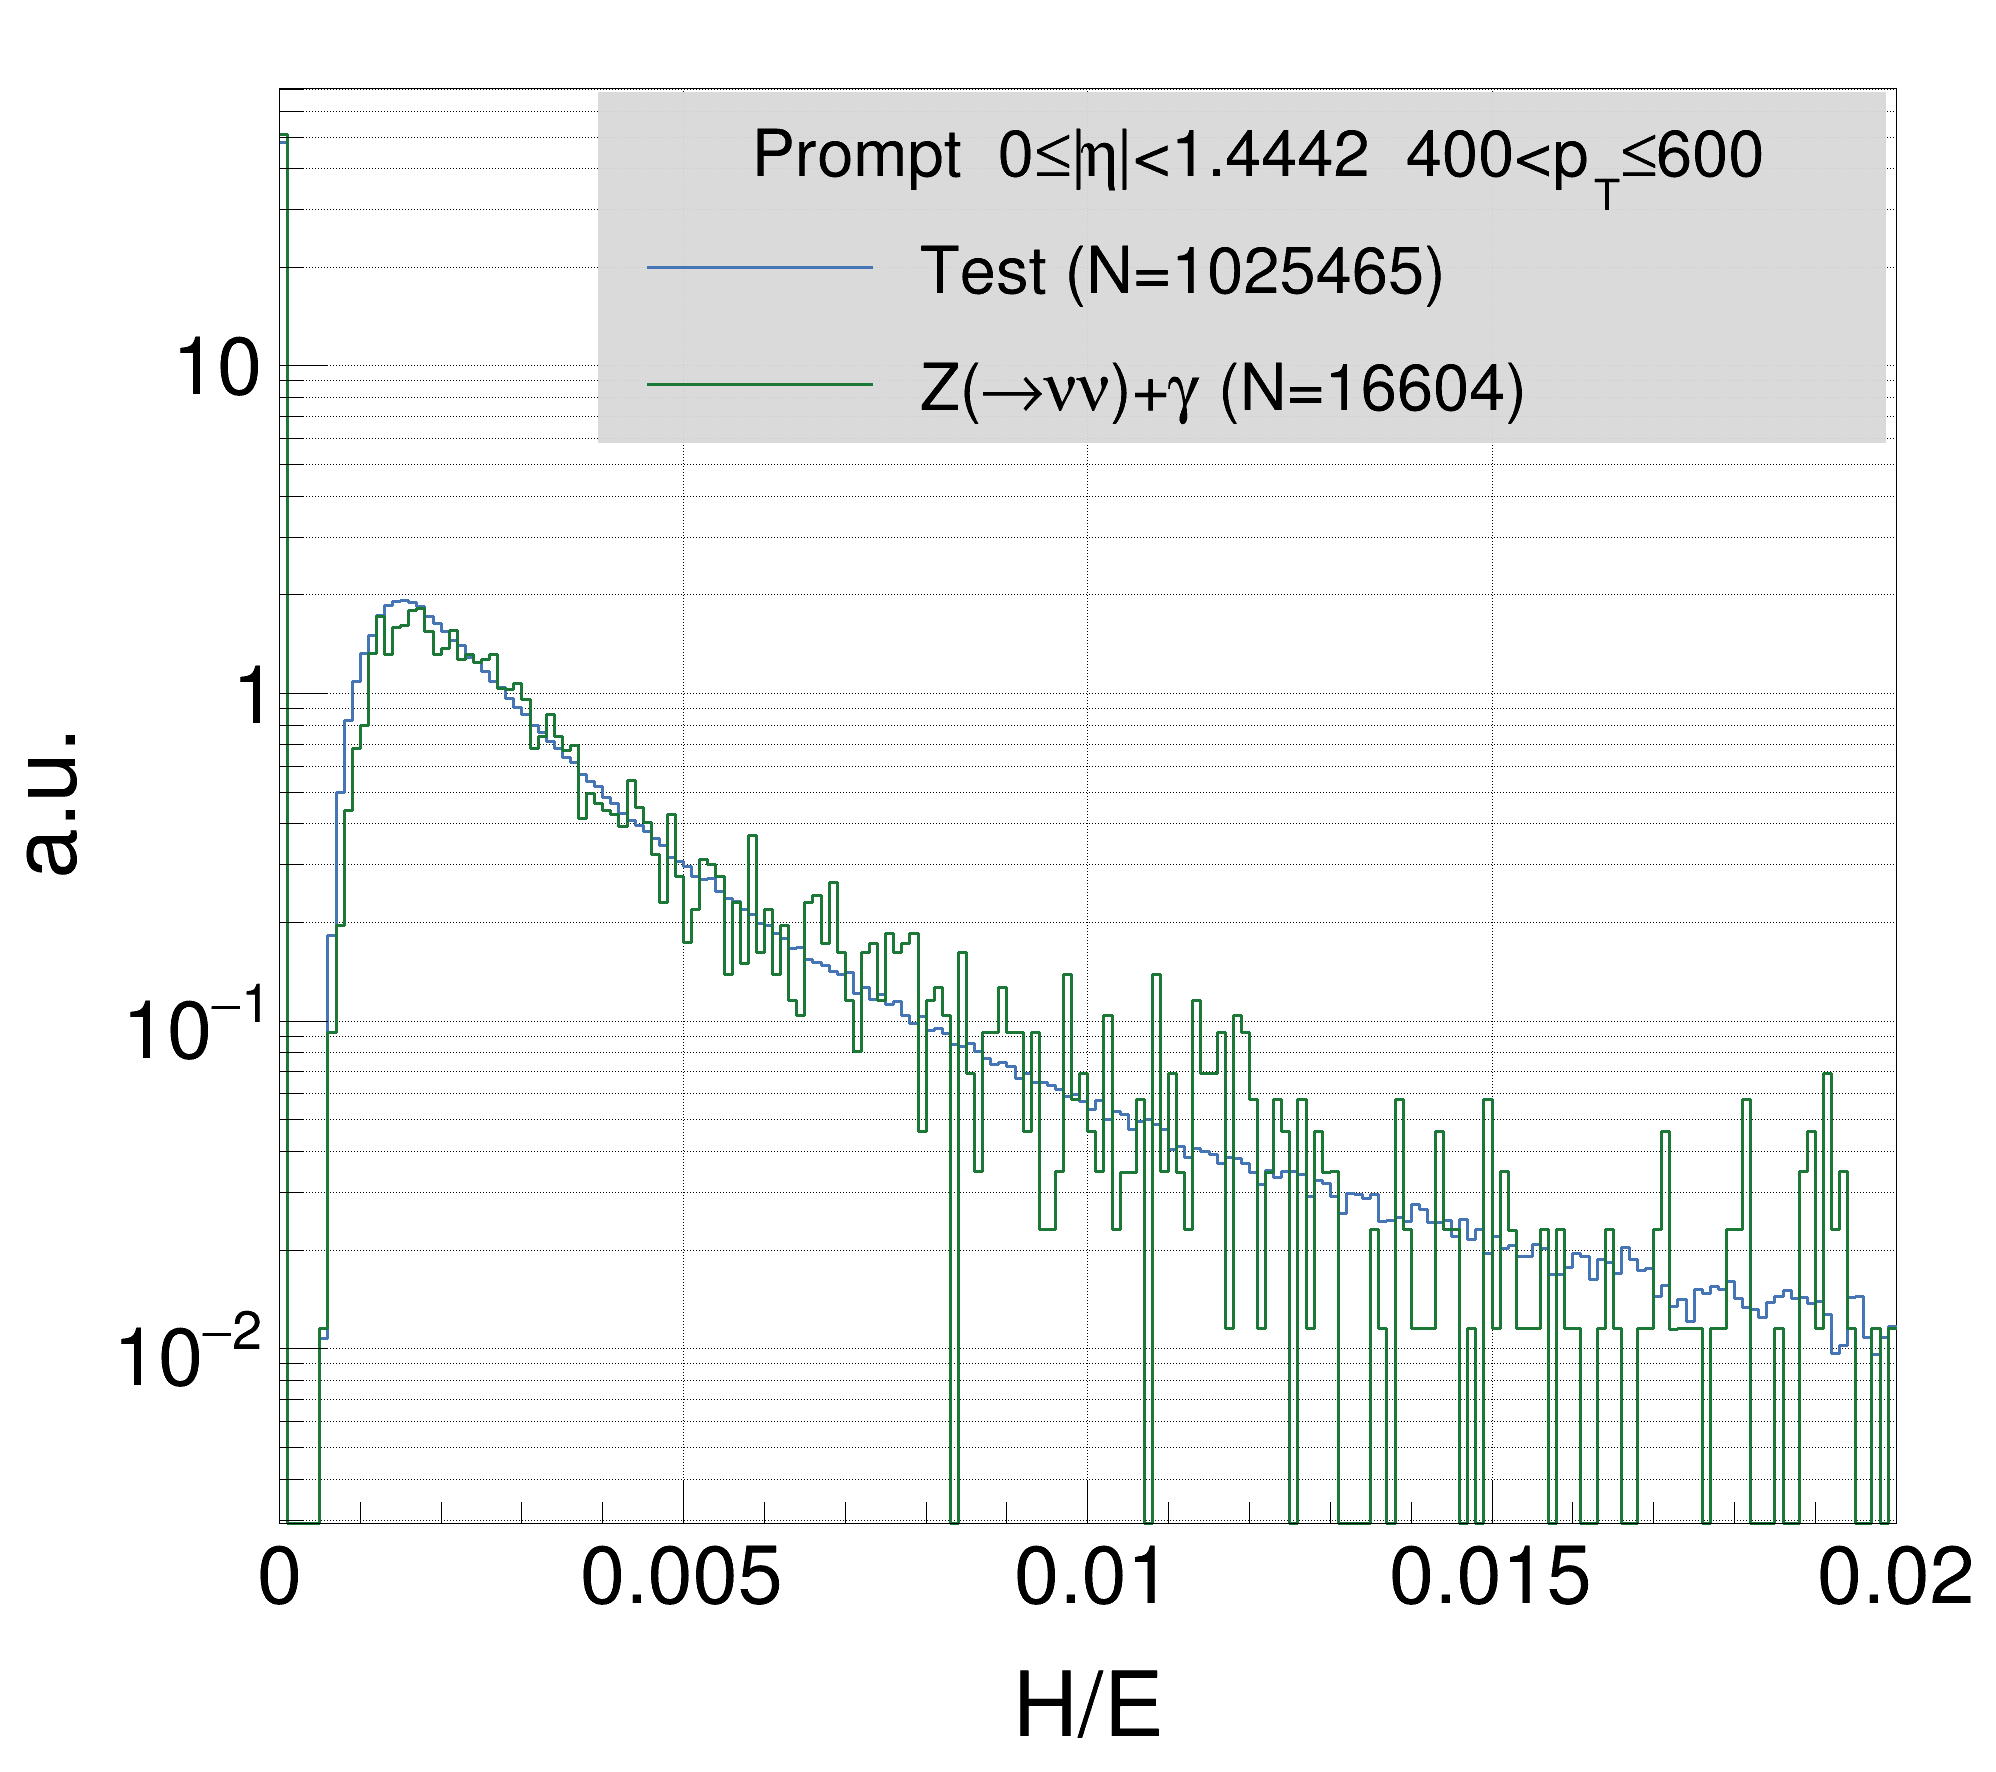 Prompt 0≤|η|<1.4442 400<p_T≤600
Test (N=1025465)
Z(→νν)+γ (N=16604)
10
1
10⁻¹
10⁻²
a.u.
0 0.005 0.01 0.015 0.02
H/E